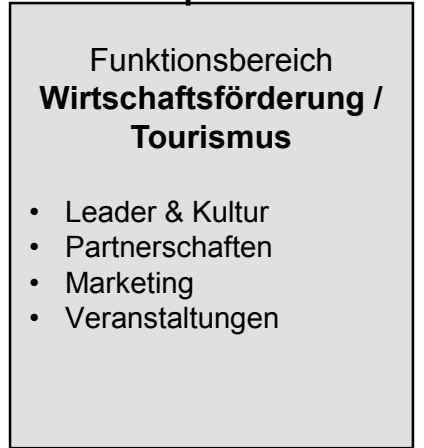 Funktionsbereich
Wirtschaftsförderung /
Tourismus
• Leader & Kultur
• Partnerschaften
• Marketing
• Veranstaltungen